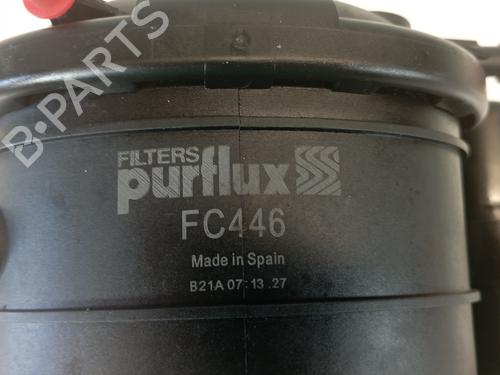 B-PARTS
FILTERS
purflux
FC446
Made in Spain
B21A 07:13.27